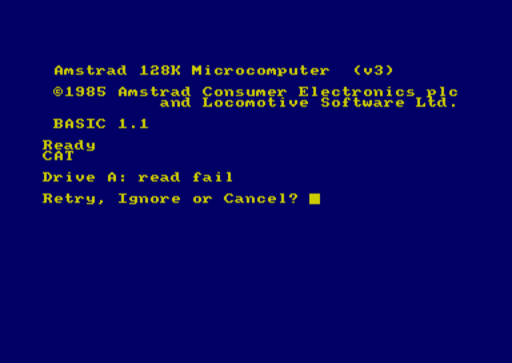 Amstrad 128K Microcomputer (v3)
©1985 Amstrad Consumer Electronics plc
and Locomotive Software Ltd.
BASIC 1.1
Ready
CAT
Drive A: read fail
Retry, Ignore or Cancel?